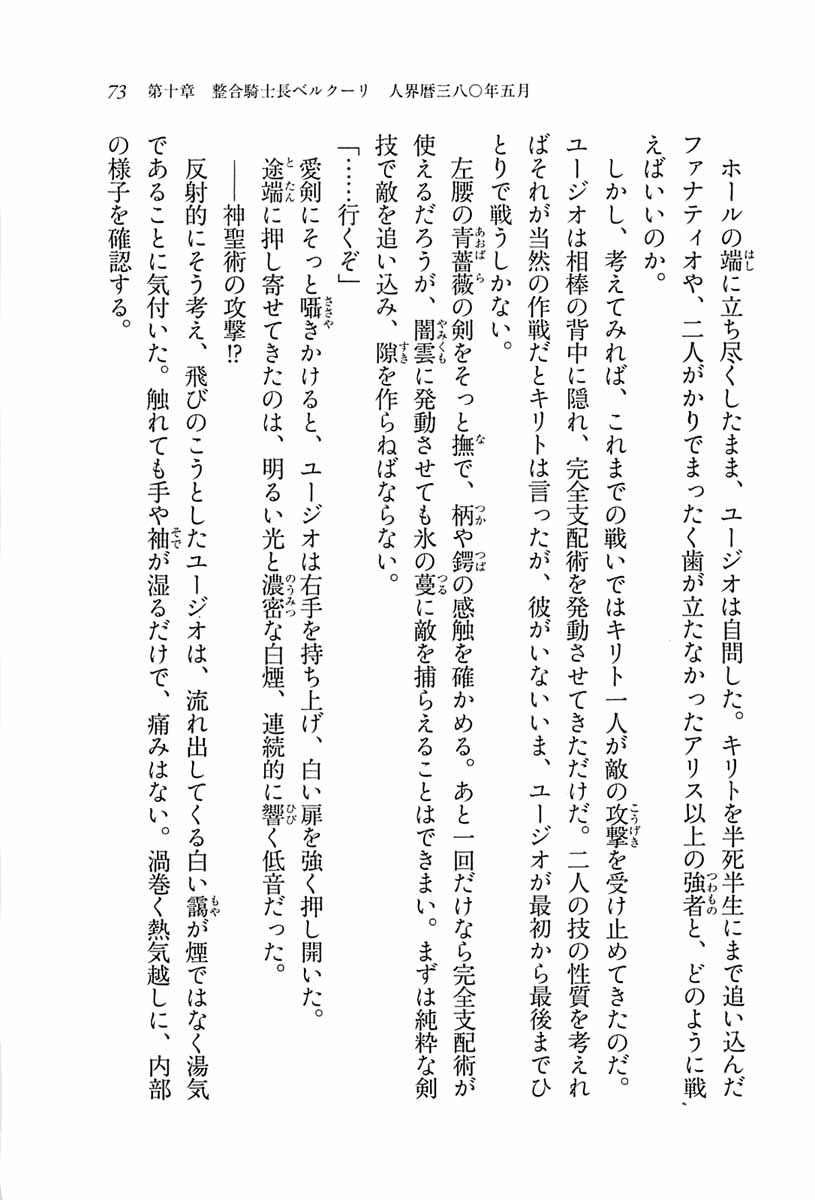 73 第十章 整合騎士長ベルクーリ 人界暦三八〇年五月
ホールの端に立ち尽くしたまま、ユージオは自問した。キリトを半死半生にまで追い込んだ
ファナティオや、二人がかりでまったく歯が立たなかったアリス以上の強者と、どのように戦
えばいいのか。
しかし、考えてみれば、これまでの戦いではキリト一人が敵の攻撃を受け止めてきたのだ。
ユージオは相棒の背中に隠れ、完全支配術を発動させてきただけだ。二人の技の性質を考えれ
ばそれが当然の作戦だとキリトは言ったが、彼がいないいま、ユージオが最初から最後までひ
とりで戦うしかない。
左腰の青薔薇の剣をそっと撫で、柄や鍔の感触を確かめる。あと一回だけなら完全支配術が
使えるだろうが、闇雲に発動させても氷の蔓に敵を捕らえることはできまい。まずは純粋な剣
技で敵を追い込み、隙を作らねばならない。
「……行くぞ」
愛剣にそっと囁きかけると、ユージオは右手を持ち上げ、白い扉を強く押し開いた。
途端に押し寄せてきたのは、明るい光と濃密な白煙、連続的に響く低音だった。
――神聖術の攻撃!?
反射的にそう考え、飛びのこうとしたユージオは、流れ出してくる白い靄が煙ではなく湯気
であることに気付いた。触れても手や袖が湿るだけで、痛みはない。渦巻く熱気越しに、内部
の様子を確認する。